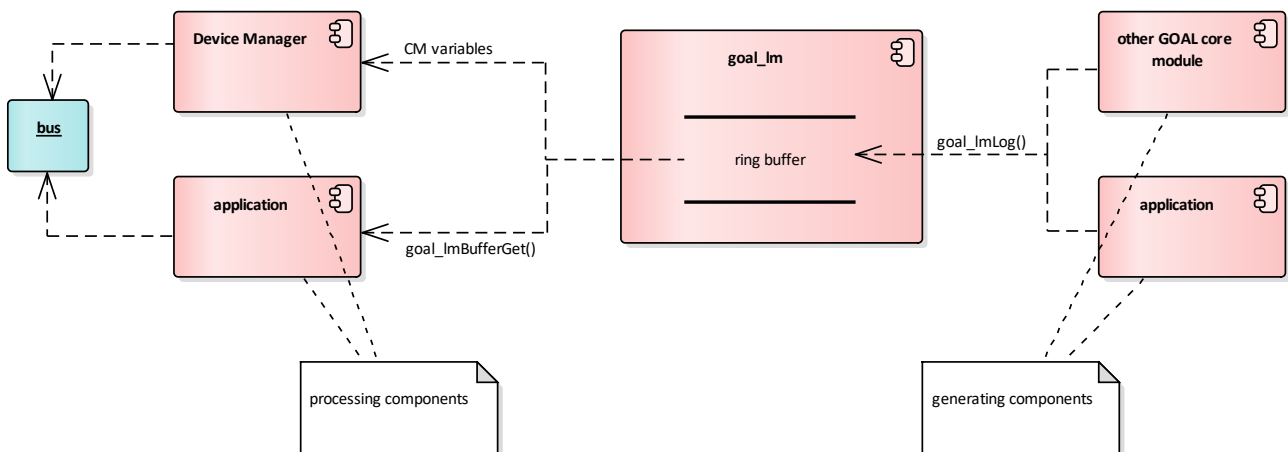 Device Manager
CM variables
goal_lm
other GOAL core
module
bus
ring buffer
goal_lmLog()
application
goal_lmBufferGet()
application
processing components
generating components